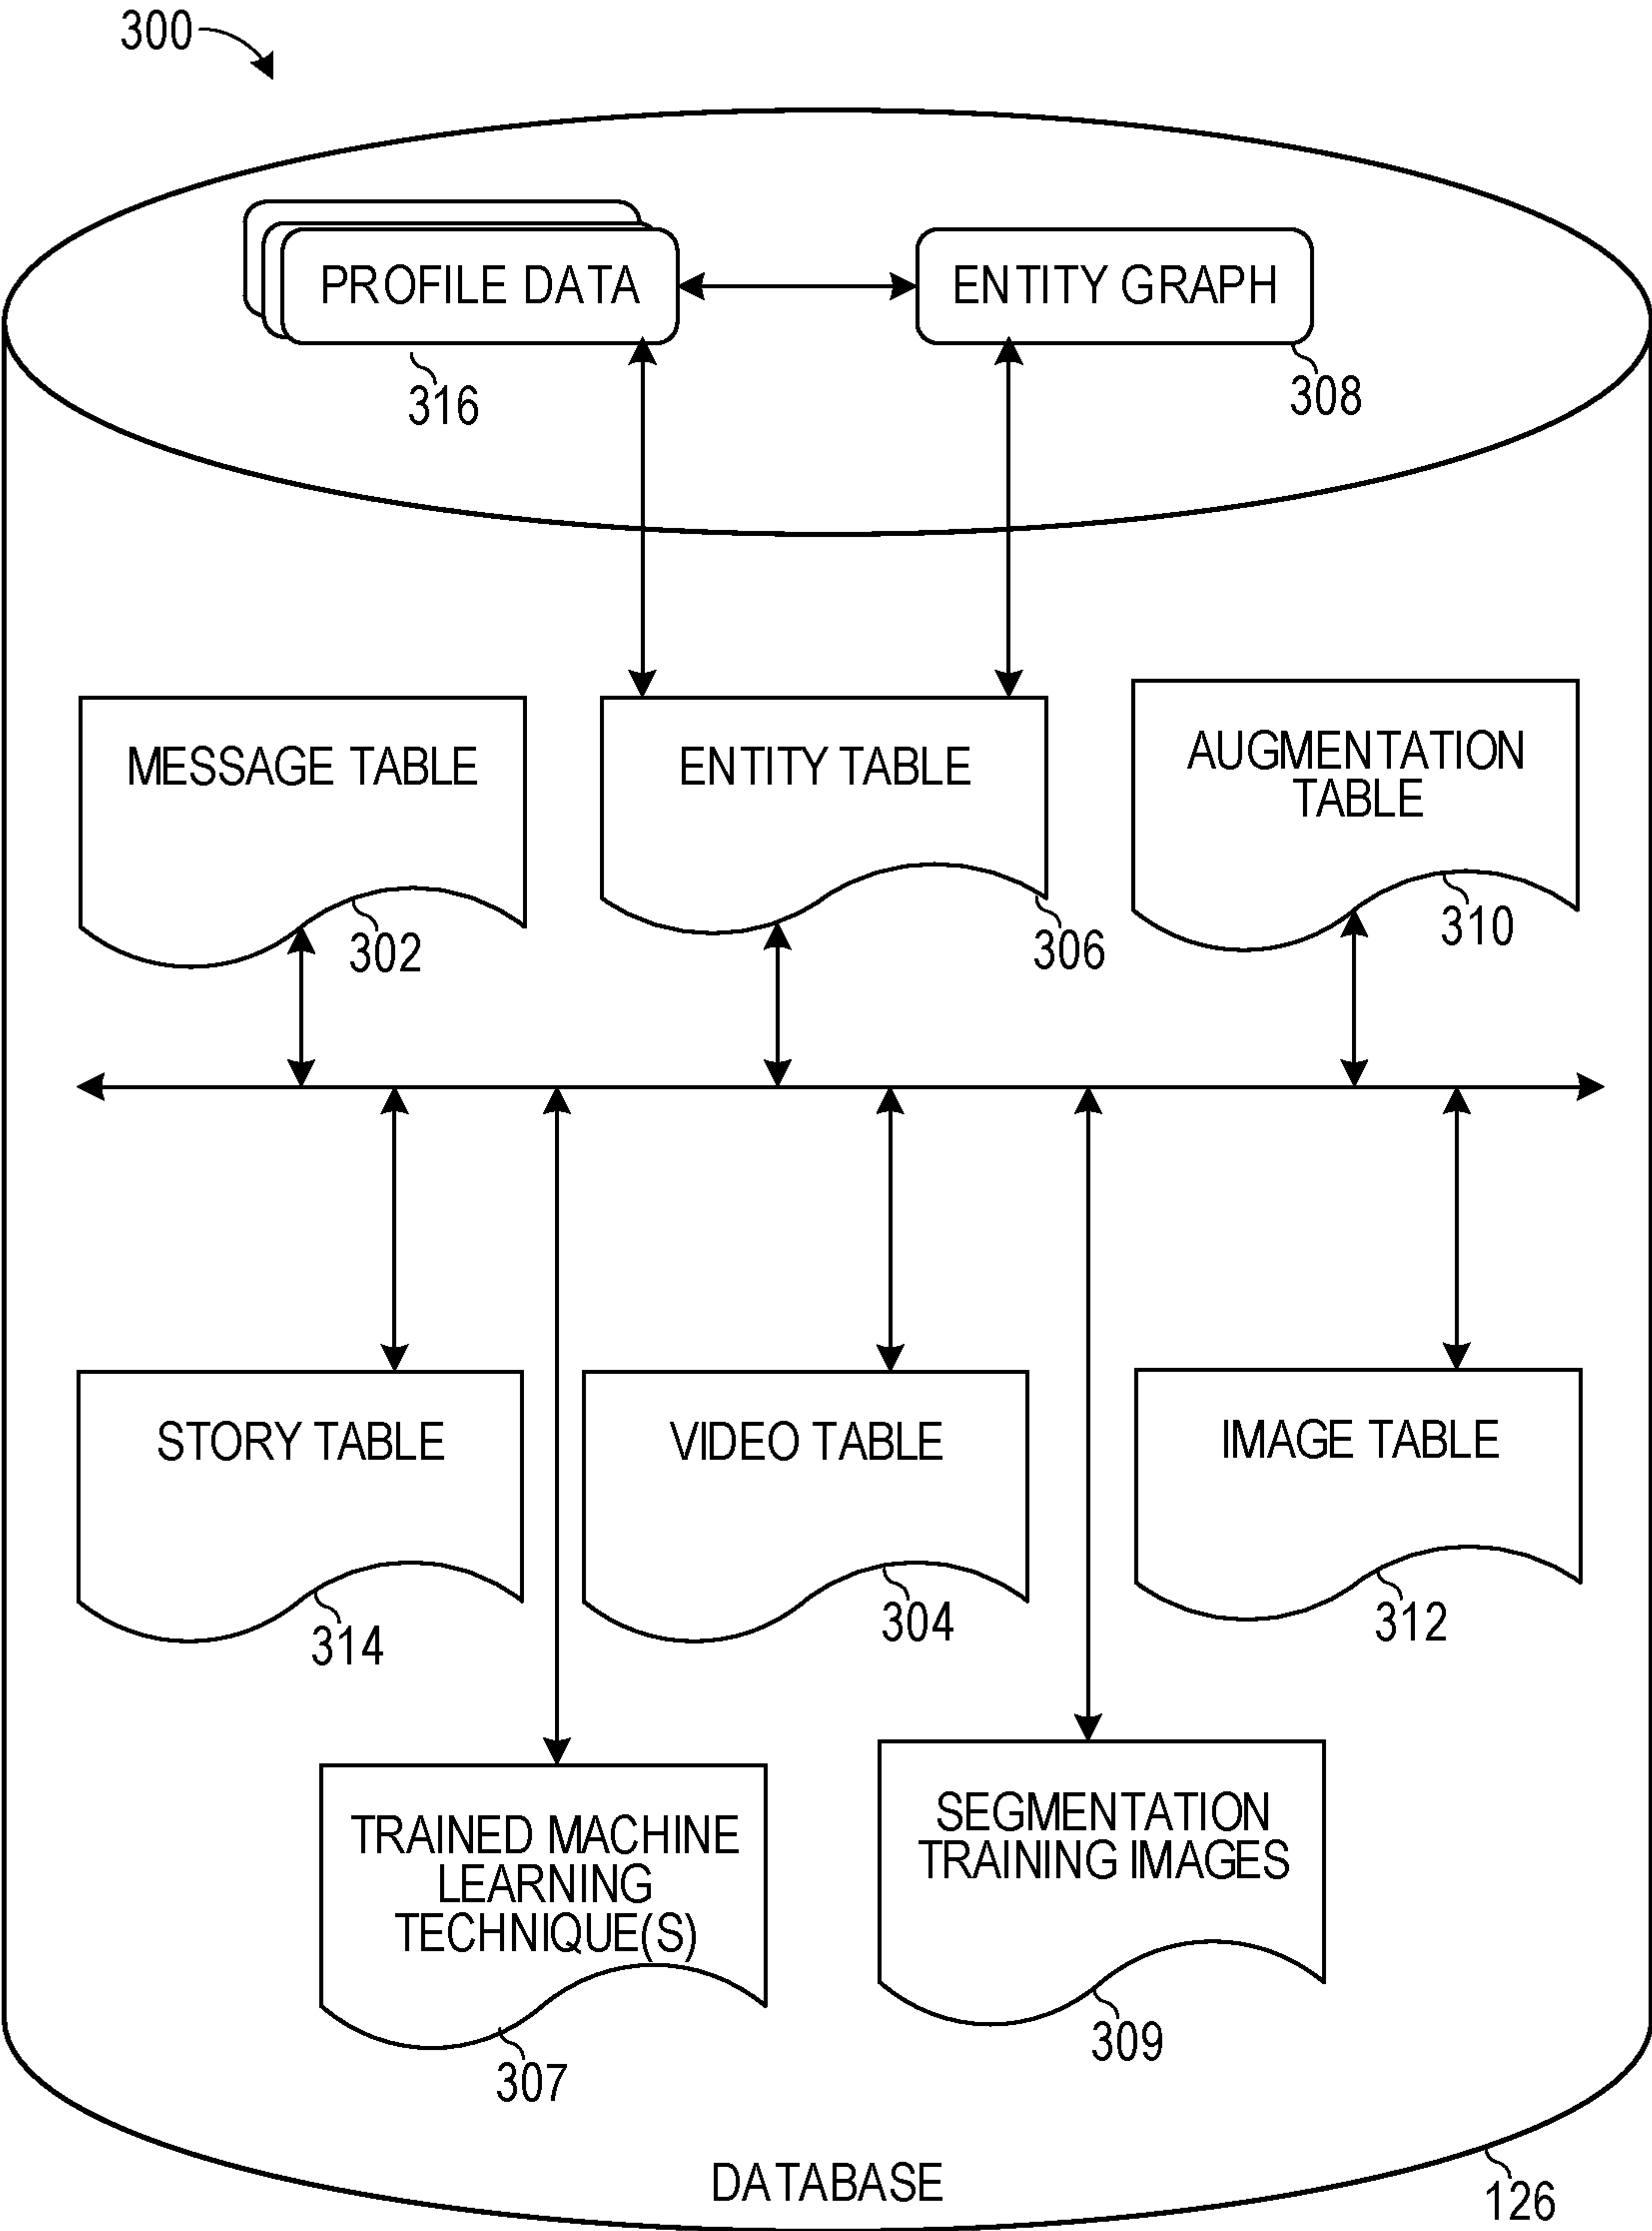 300
PROFILE DATA
ENTITY GRAPH
316
308
MESSAGE TABLE
ENTITY TABLE
AUGMENTATION
TABLE
302
306
310
STORY TABLE
VIDEO TABLE
IMAGE TABLE
314
304
312
TRAINED MACHINE
LEARNING
TECHNIQUE(S)
SEGMENTATION
TRAINING IMAGES
307
309
DATABASE
126